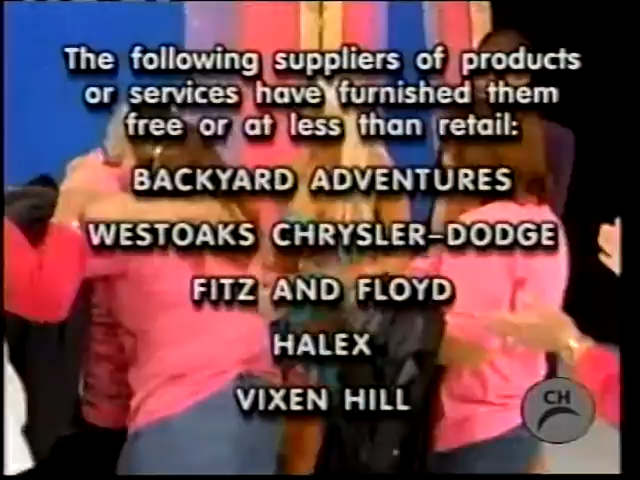 The following suppliers of products
or services have furnished them
free or at less than retail:
BACKYARD ADVENTURES
WESTOAKS CHRYSLER-DODGE
FITZ AND FLOYD
HALEX
VIXEN HILL
CH